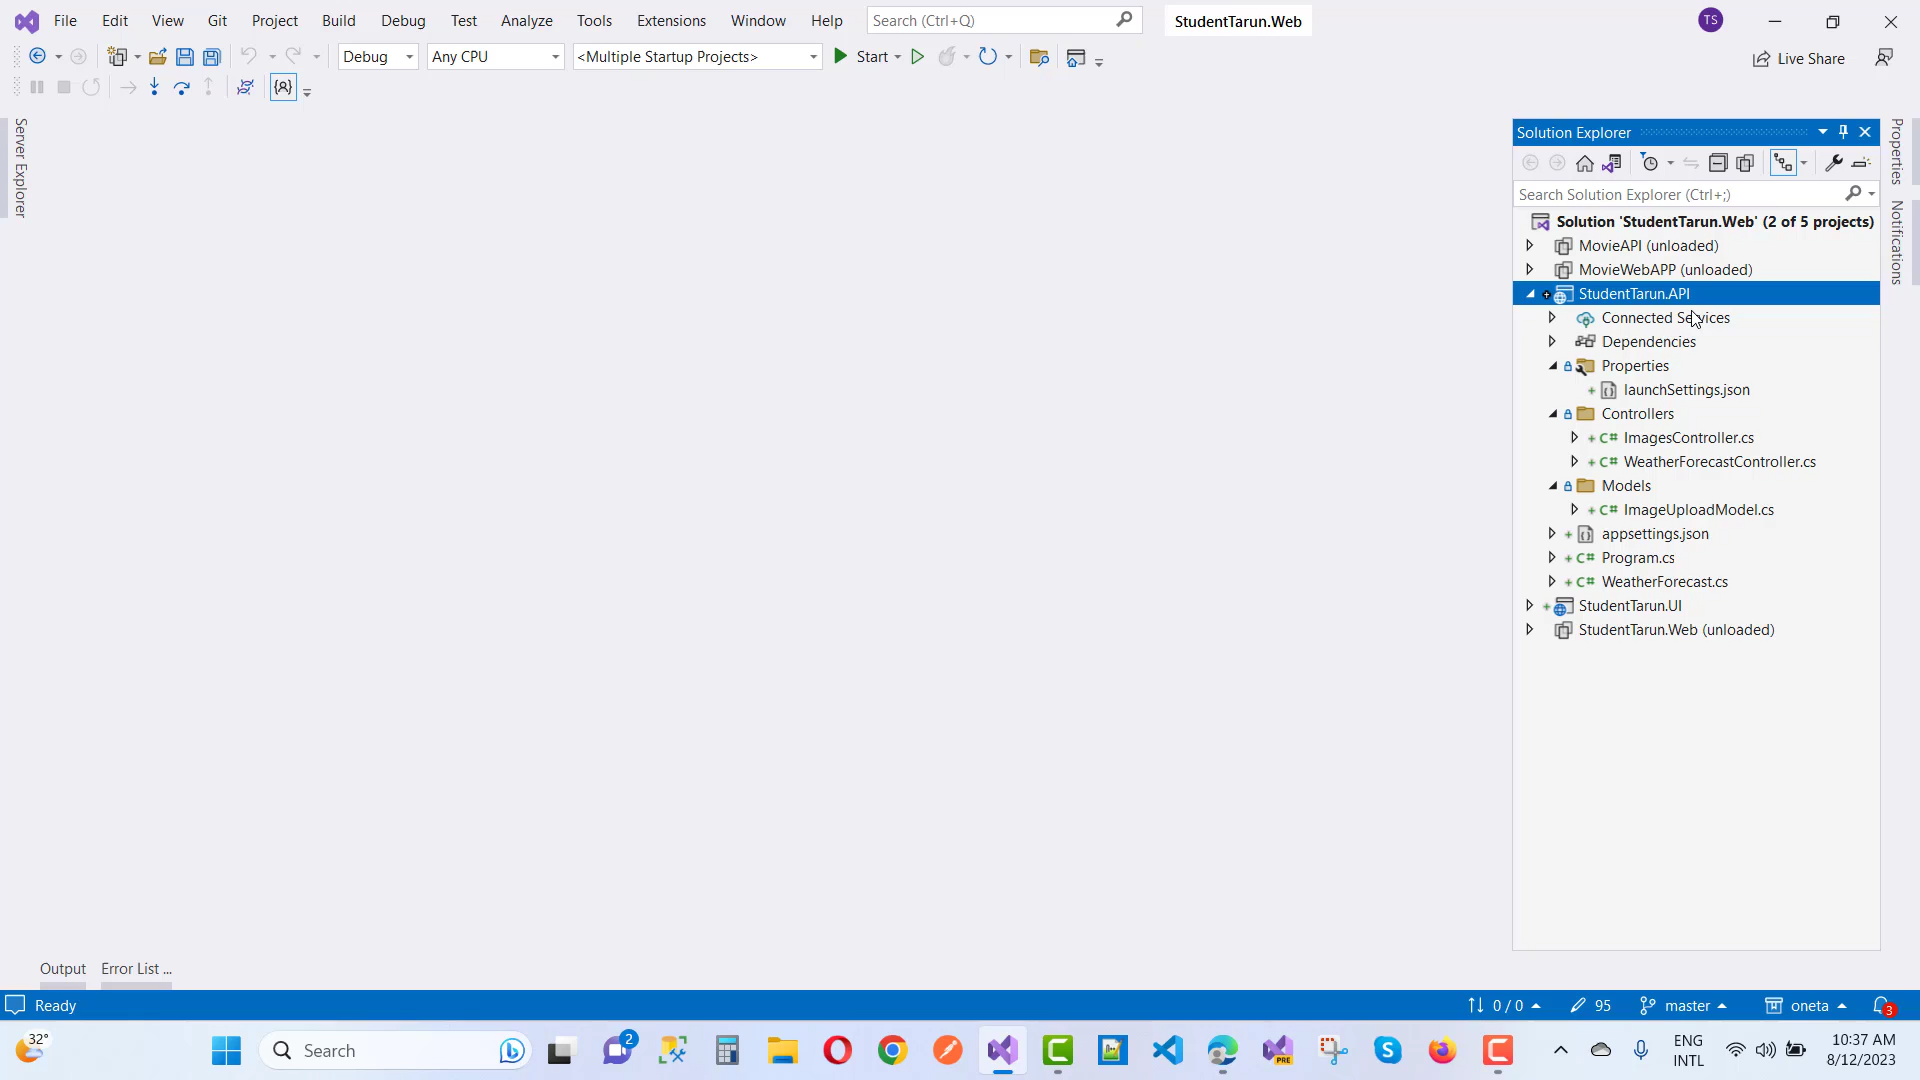 File Edit View Git Project Build Debug Test Analyze Tools Extensions Window Help Search (Ctrl+Q) StudentTarun.Web TS
Debug Any CPU <Multiple Startup Projects> Start Live Share
Server Explorer
Solution Explorer
Properties
Notifications
Search Solution Explorer (Ctrl+;)
Solution 'StudentTarun.Web' (2 of 5 projects)
MovieAPI (unloaded)
MovieWebAPP (unloaded)
StudentTarun.API
Connected Services
Dependencies
Properties
launchSettings.json
Controllers
C# ImagesController.cs
C# WeatherForecastController.cs
Models
C# ImageUploadModel.cs
appsettings.json
C# Program.cs
C# WeatherForecast.cs
StudentTarun.UI
StudentTarun.Web (unloaded)
Output Error List ...
Ready 0 / 0 95 master oneta 3
32° Search 2 PRE ENG 10:37 AM
INTL 8/12/2023